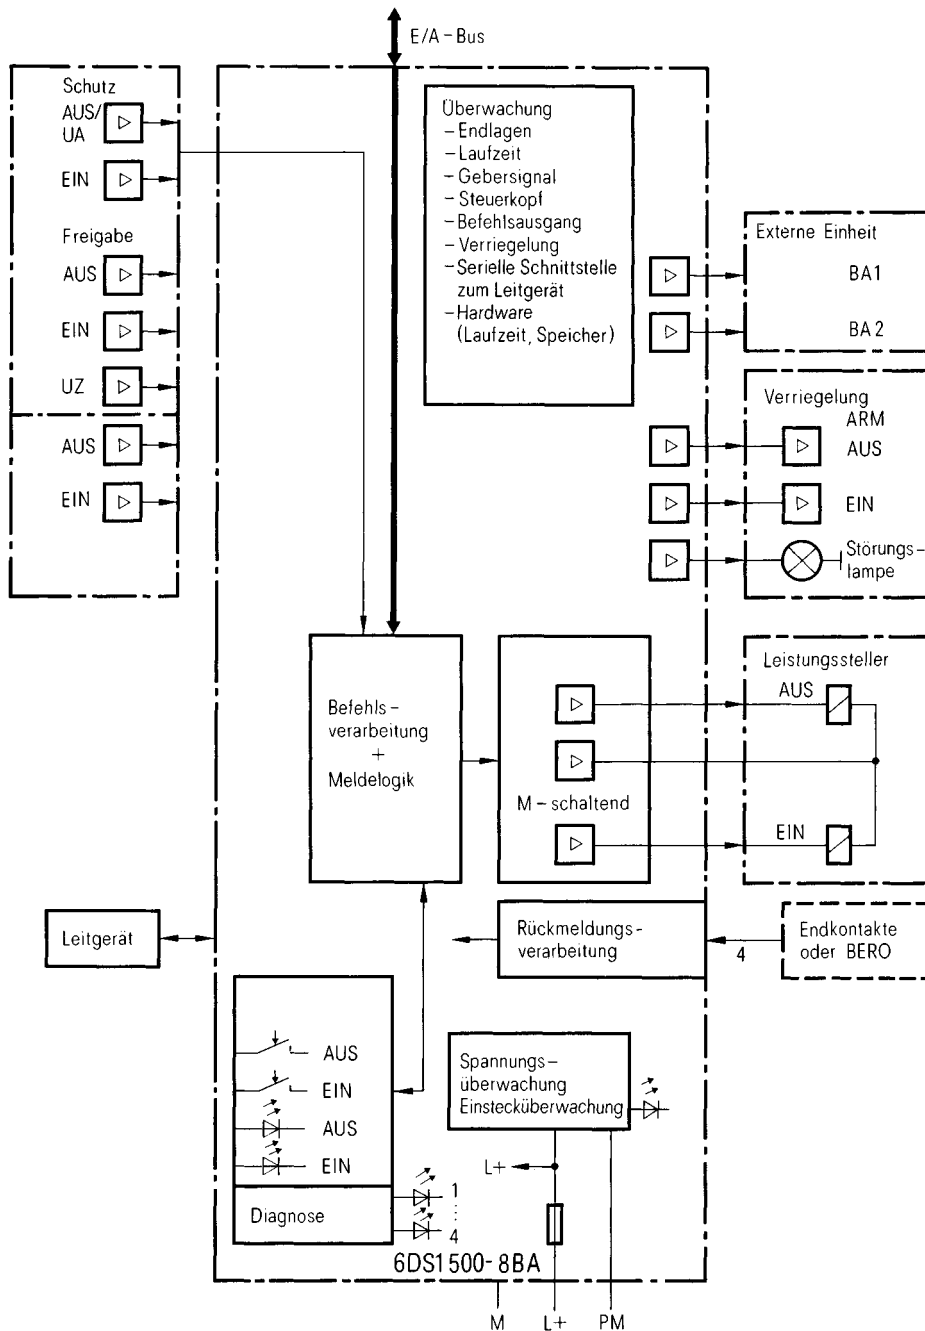 E/A-Bus
Schutz
AUS/
UA
EIN
Freigabe
AUS
EIN
UZ
AUS
EIN
Überwachung
-Endlagen
-Laufzeit
-Gebersignal
-Steuerkopf
-Befehlsausgang
-Verriegelung
-Serielle Schnittstelle
zum Leitgerät
-Hardware
(Laufzeit, Speicher)
Externe Einheit
BA1
BA2
Verriegelung
ARM
AUS
EIN
Störungs-
lampe
Befehls-
verarbeitung
+
Meldelogik
M-schaltend
Leistungssteller
AUS
EIN
Leitgerät
Rückmeldungs-
verarbeitung
4
Endkontakte
oder BERO
AUS
EIN
AUS
EIN
Diagnose
1
4
Spannungs-
überwachung
Einstecküberwachung
L+
6DS1500-8BA
M
L+
PM